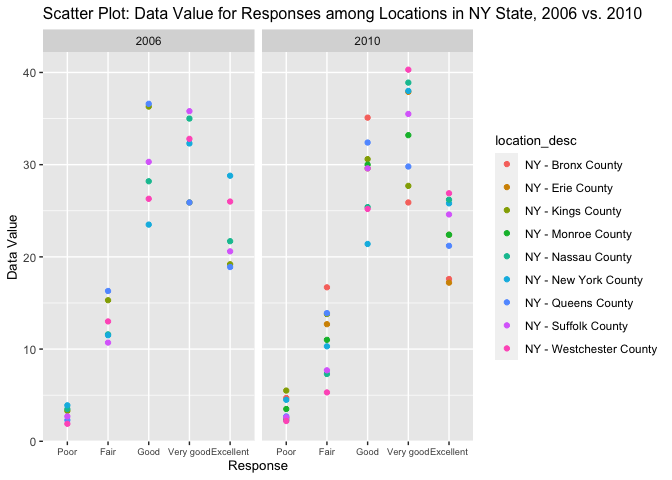 Scatter Plot: Data Value for Responses among Locations in NY State, 2006 vs. 2010
2006
2010
Data Value
40
30
20
10
0
Poor
Fair
Good
Very good
Excellent
Poor
Fair
Good
Very good
Excellent
Response
location_desc
NY - Bronx County
NY - Erie County
NY - Kings County
NY - Monroe County
NY - Nassau County
NY - New York County
NY - Queens County
NY - Suffolk County
NY - Westchester County